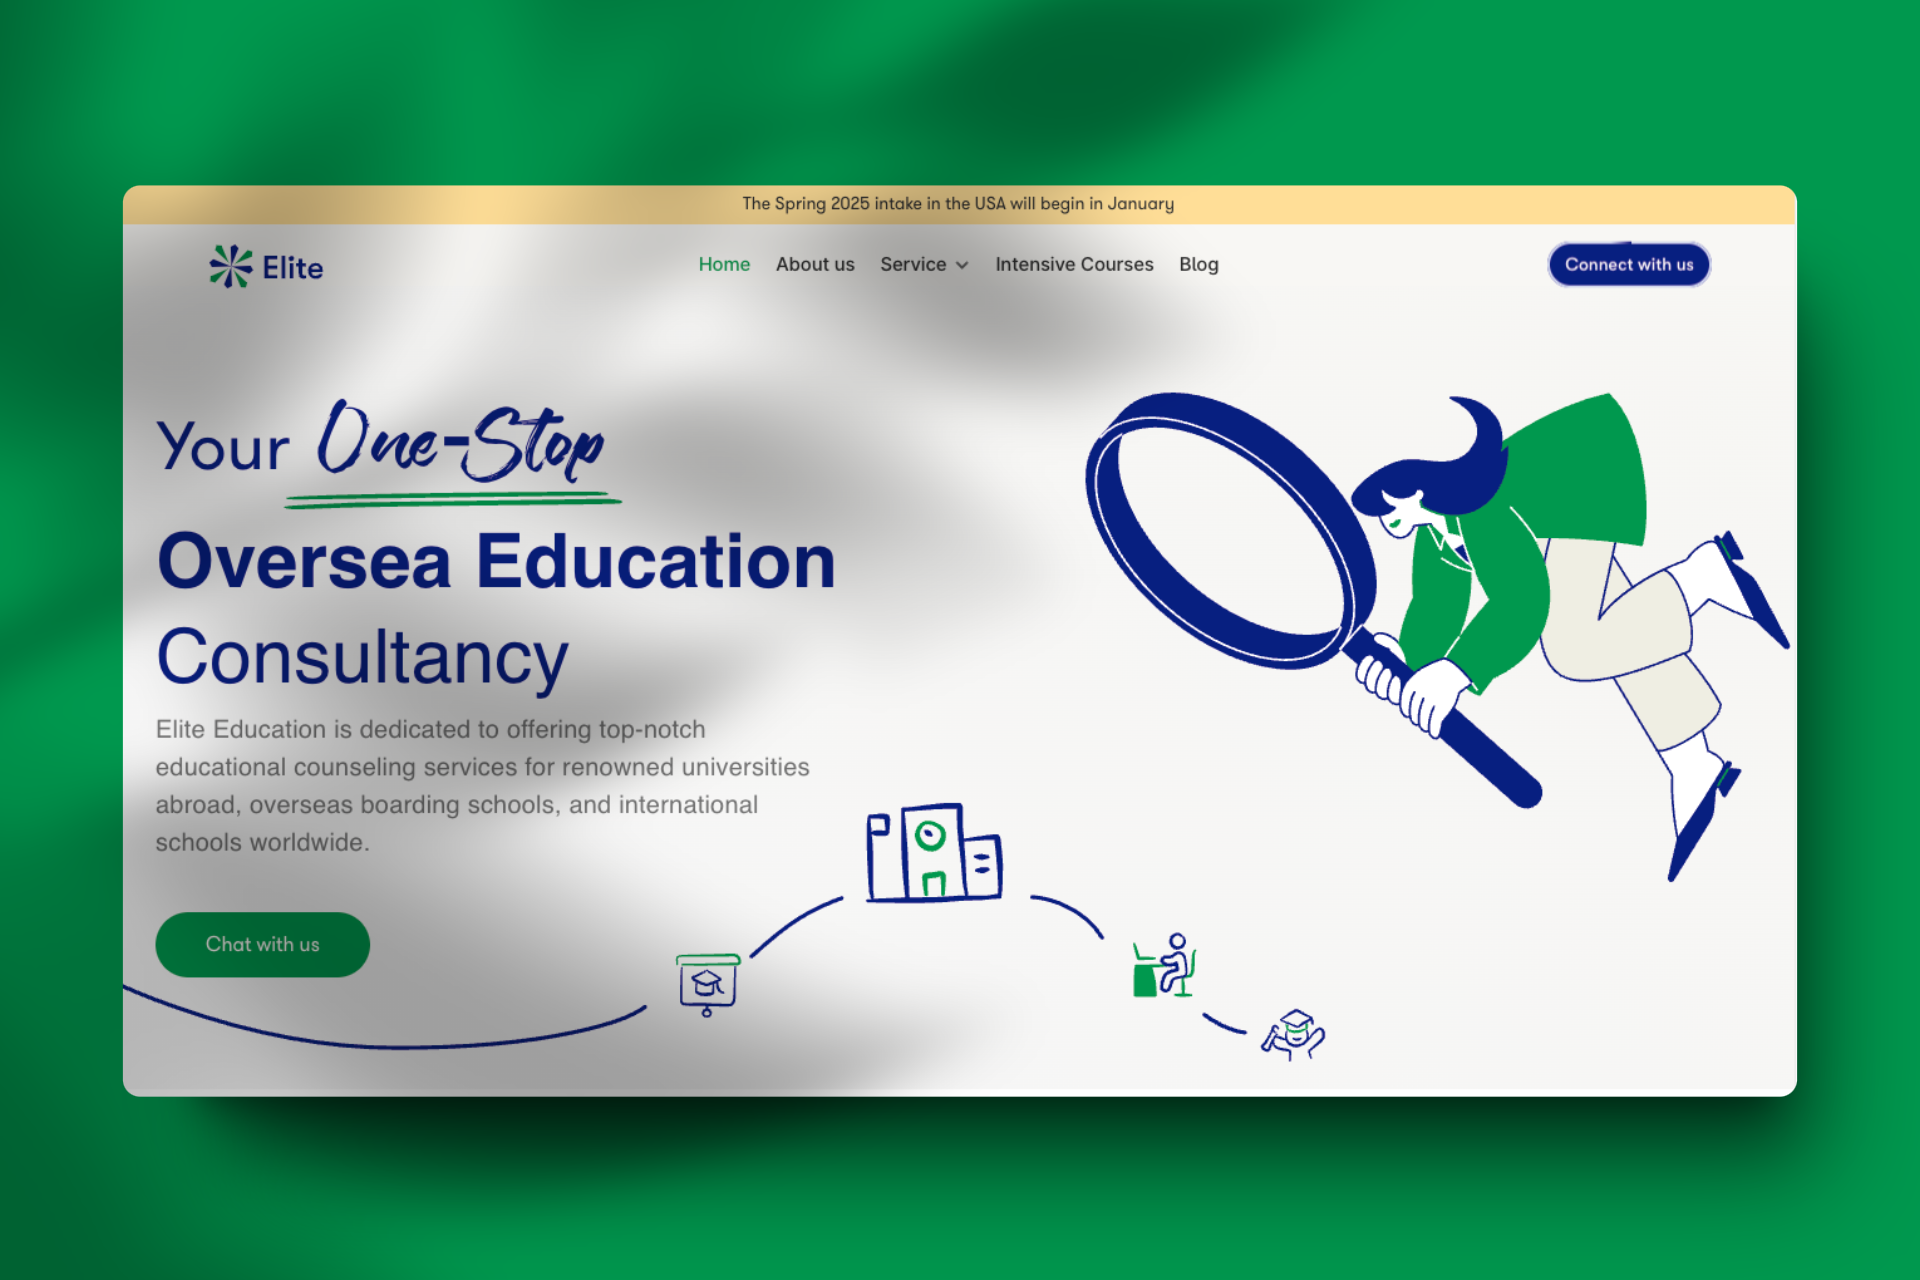 The Spring 2025 intake in the USA will begin in January
Elite
Home About us Service Intensive Courses Blog
Connect with us
Your One-Stop
Oversea Education
Consultancy
Elite Education is dedicated to offering top-notch
educational counseling services for renowned universities
abroad, overseas boarding schools, and international
schools worldwide.
Chat with us